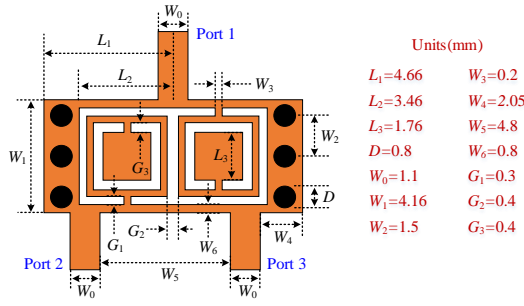 W0
Port 1
L1
L2
W3
W1
W2
L3
G3
D
G1
G2
W6
W4
Port 2
W5
Port 3
W0
W0
Units(mm)
L1=4.66 W3=0.2
L2=3.46 W4=2.05
L3=1.76 W5=4.8
D=0.8 W6=0.8
W0=1.1 G1=0.3
W1=4.16 G2=0.4
W2=1.5 G3=0.4